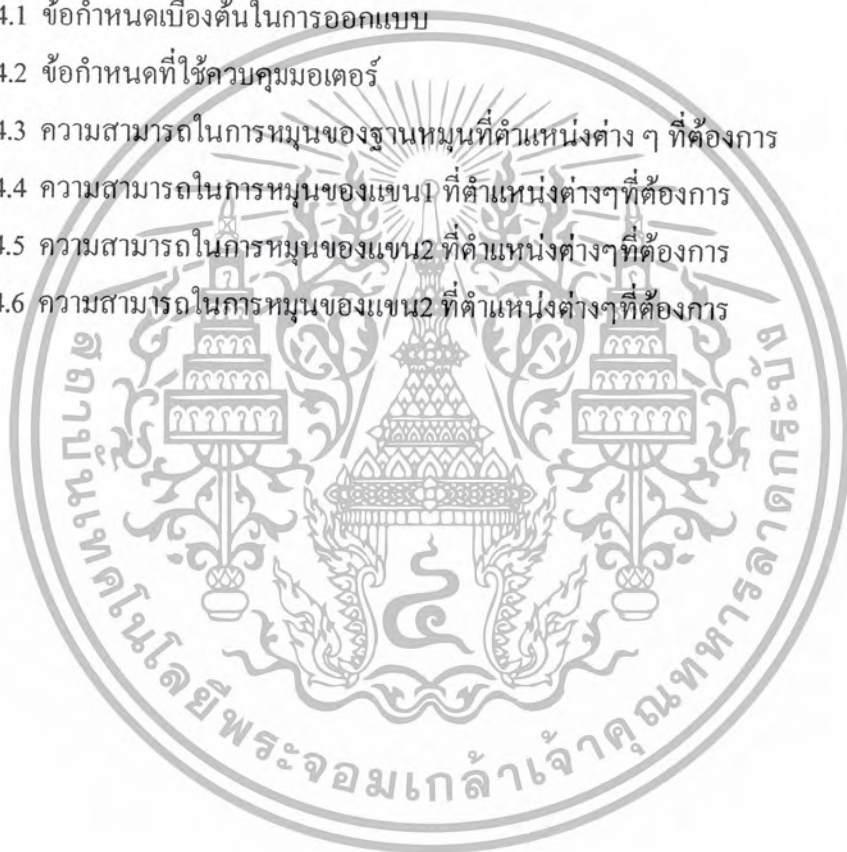 4.1 ข้อกำหนดเบื้องต้นในการออกแบบ
4.2 ข้อกำหนดที่ใช้ควบคุมมอเตอร์
4.3 ความสามารถในการหมุนของฐานหมุนที่ตำแหน่งต่าง ๆ ที่ต้องการ
4.4 ความสามารถในการหมุนของแขน1 ที่ตำแหน่งต่างๆที่ต้องการ
4.5 ความสามารถในการหมุนของแขน2 ที่ตำแหน่งต่างๆที่ต้องการ
4.6 ความสามารถในการหมุนของแขน2 ที่ตำแหน่งต่างๆที่ต้องการ
สถาบันเทคโนโลยีพระจอมเกล้าเจ้าคุณทหารลาดกระบัง